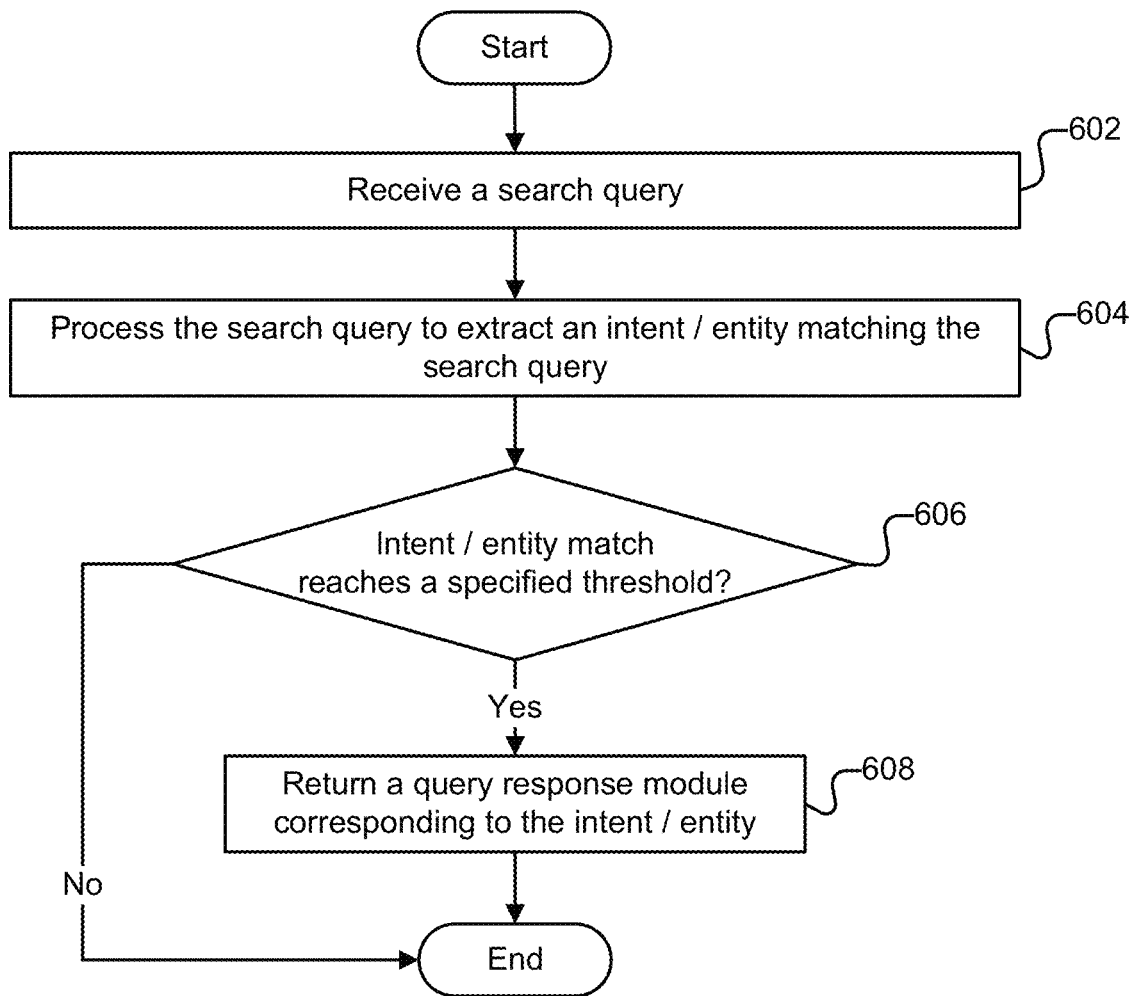 Start
602
Receive a search query
604
Process the search query to extract an intent / entity matching the
search query
606
Intent / entity match
reaches a specified threshold?
Yes
608
Return a query response module
corresponding to the intent / entity
No
End